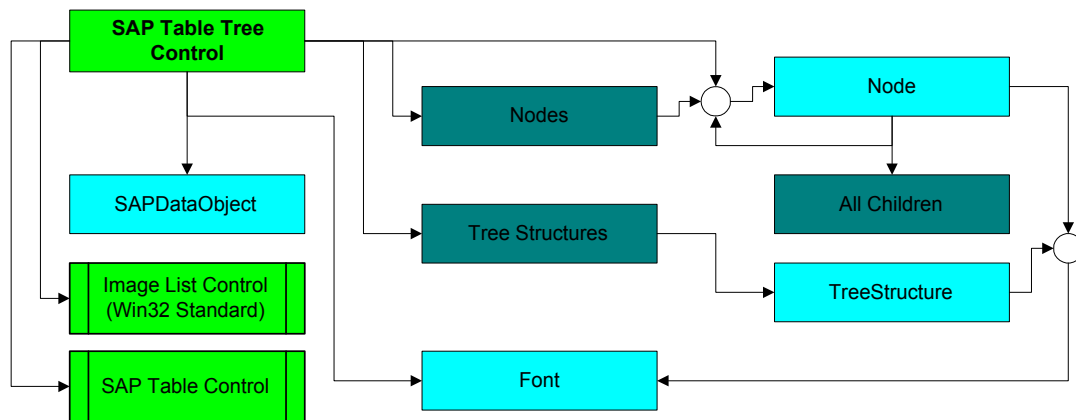 SAP Table Tree
Control
Nodes
Node
SAPDataObject
All Children
Tree Structures
Image List Control
(Win32 Standard)
TreeStructure
SAP Table Control
Font